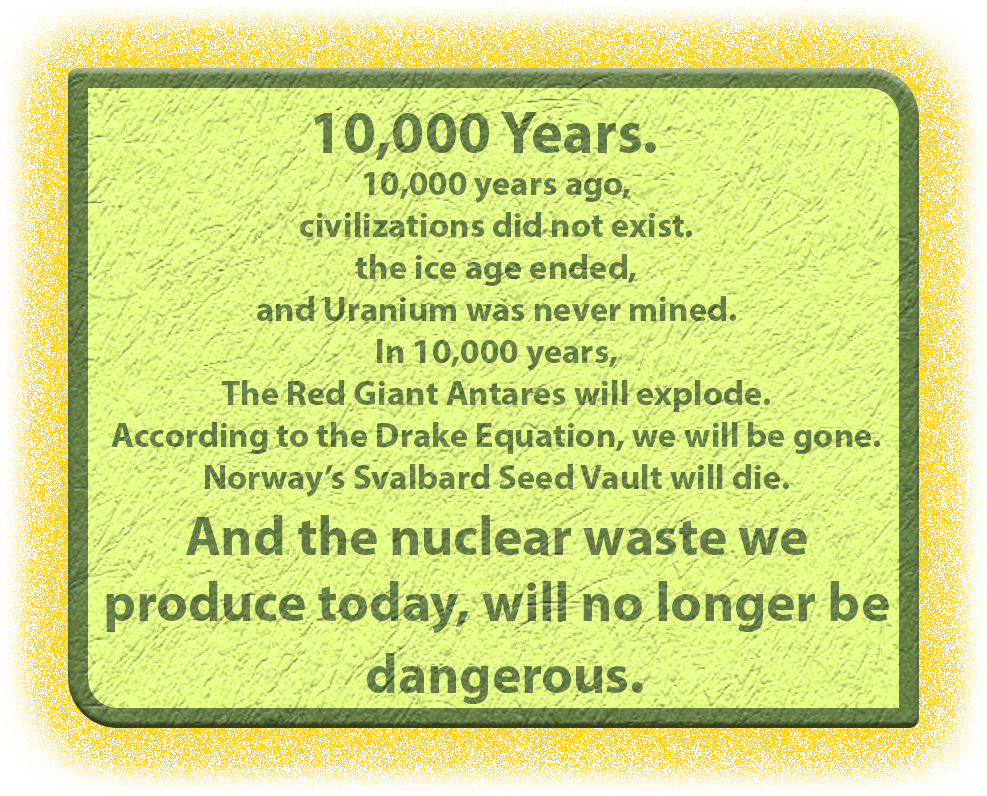 10,000 Years.
10,000 years ago,
civilizations did not exist.
the ice age ended,
and Uranium was never mined.
In 10,000 years,
The Red Giant Antares will explode.
According to the Drake Equation, we will be gone.
Norway’s Svalbard Seed Vault will die.
And the nuclear waste we
produce today, will no longer be
dangerous.